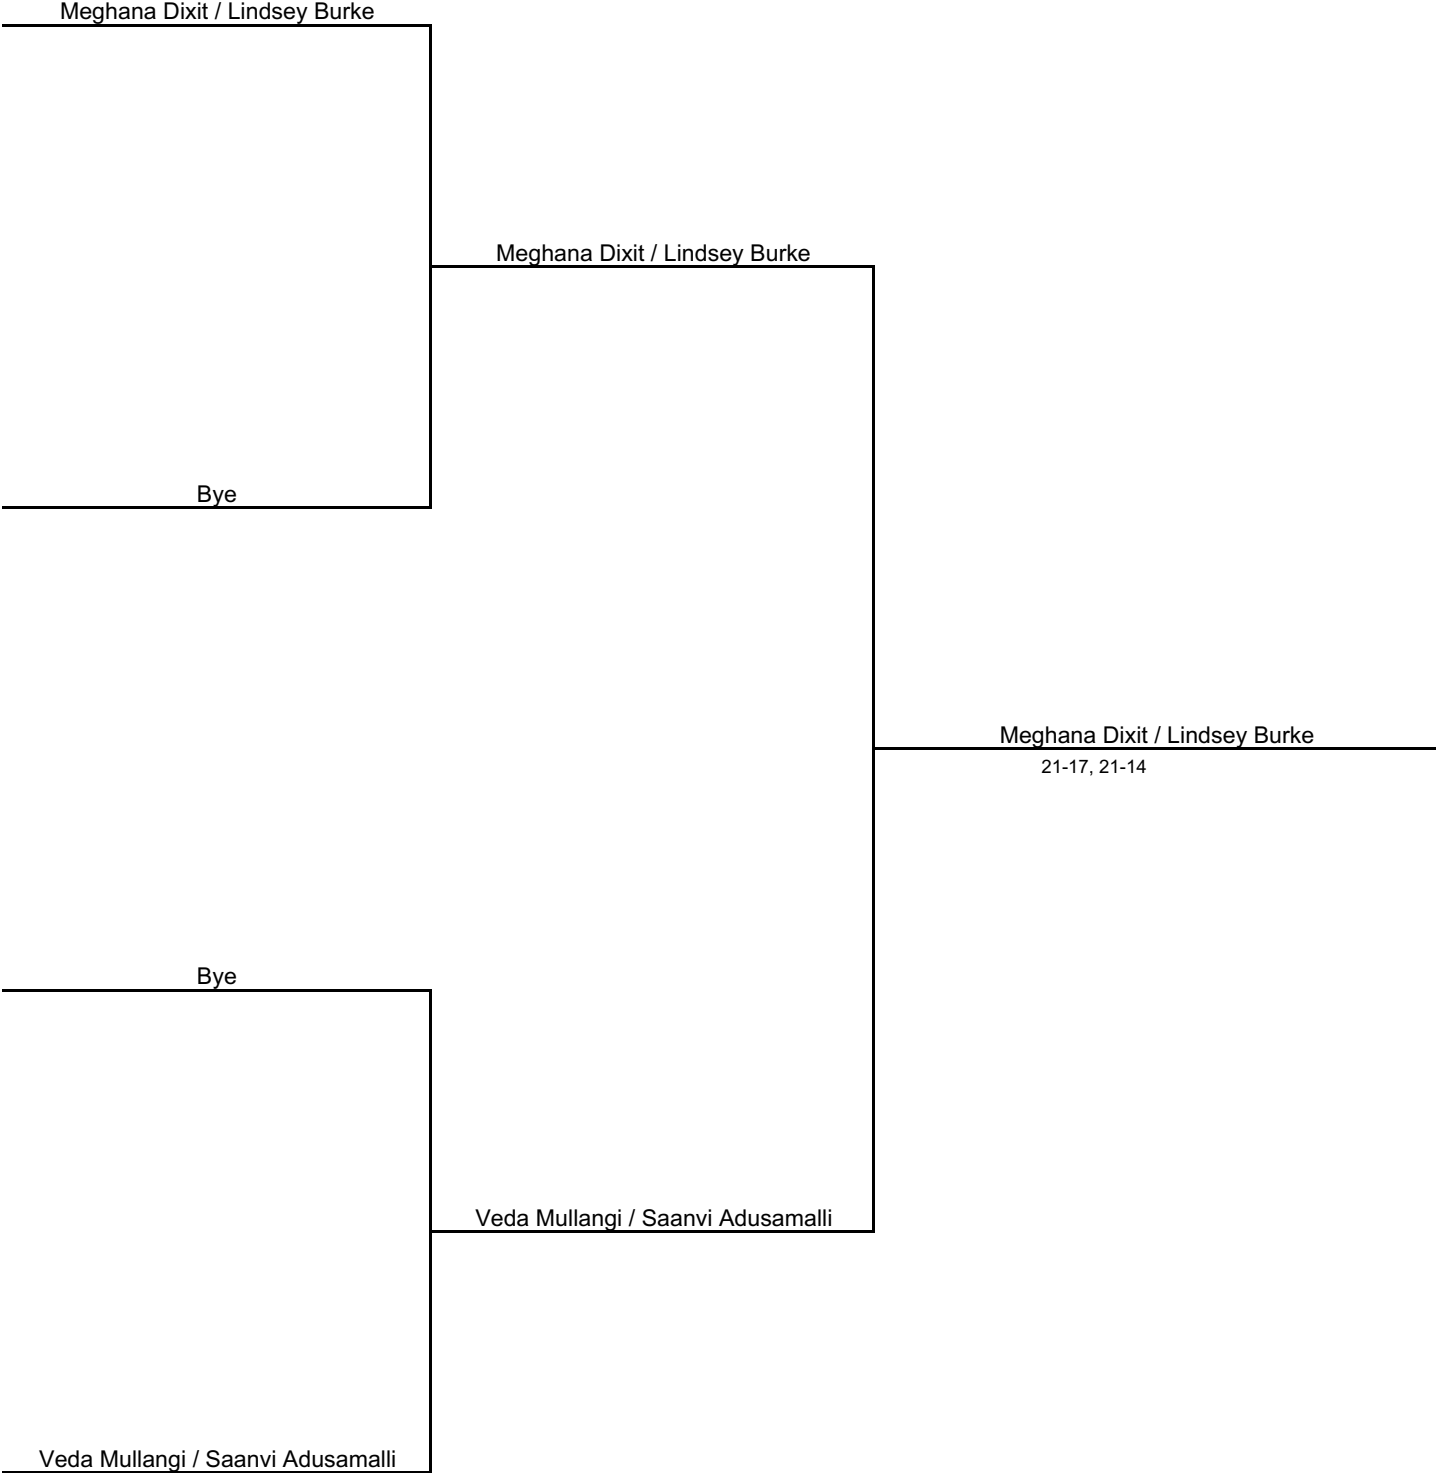 Meghana Dixit / Lindsey Burke
Meghana Dixit / Lindsey Burke
Bye
Meghana Dixit / Lindsey Burke
21-17, 21-14
Bye
Veda Mullangi / Saanvi Adusamalli
Veda Mullangi / Saanvi Adusamalli